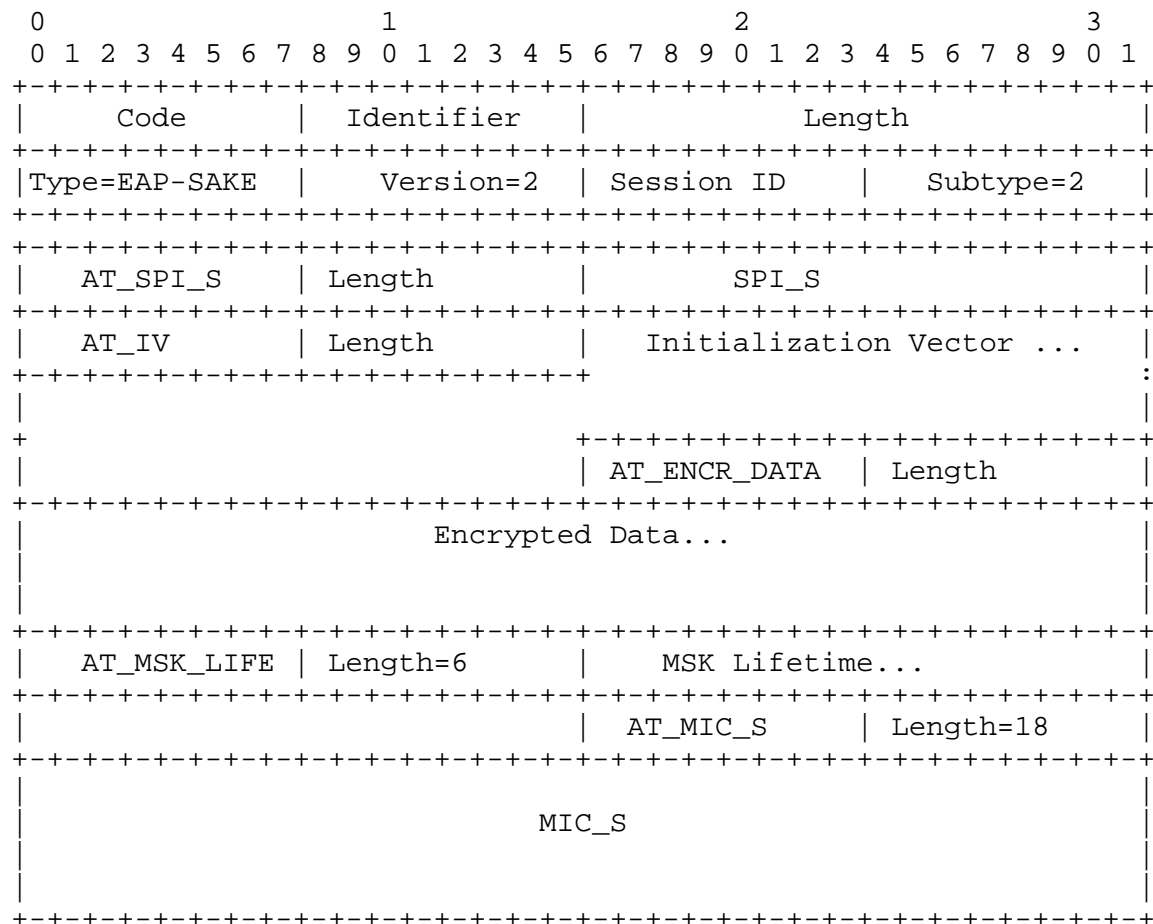 0                   1                   2                   3
 0 1 2 3 4 5 6 7 8 9 0 1 2 3 4 5 6 7 8 9 0 1 2 3 4 5 6 7 8 9 0 1
+-+-+-+-+-+-+-+-+-+-+-+-+-+-+-+-+-+-+-+-+-+-+-+-+-+-+-+-+-+-+-+-+
|      Code     |  Identifier   |            Length             |
+-+-+-+-+-+-+-+-+-+-+-+-+-+-+-+-+-+-+-+-+-+-+-+-+-+-+-+-+-+-+-+-+
|Type=EAP-SAKE  |    Version=2  | Session ID    |   Subtype=2   |
+-+-+-+-+-+-+-+-+-+-+-+-+-+-+-+-+-+-+-+-+-+-+-+-+-+-+-+-+-+-+-+-+
+-+-+-+-+-+-+-+-+-+-+-+-+-+-+-+-+-+-+-+-+-+-+-+-+-+-+-+-+-+-+-+-+
|   AT_SPI_S    | Length        |        SPI_S                  |
+-+-+-+-+-+-+-+-+-+-+-+-+-+-+-+-+-+-+-+-+-+-+-+-+-+-+-+-+-+-+-+-+
|   AT_IV       | Length        |   Initialization Vector ...   |
+-+-+-+-+-+-+-+-+-+-+-+-+-+-+-+-+                               :
|                                                               |
+                               +-+-+-+-+-+-+-+-+-+-+-+-+-+-+-+-+
|                               | AT_ENCR_DATA  | Length        |
+-+-+-+-+-+-+-+-+-+-+-+-+-+-+-+-+-+-+-+-+-+-+-+-+-+-+-+-+-+-+-+-+
|                       Encrypted Data...                       |
|                                                               |
|                                                               |
+-+-+-+-+-+-+-+-+-+-+-+-+-+-+-+-+-+-+-+-+-+-+-+-+-+-+-+-+-+-+-+-+
|   AT_MSK_LIFE | Length=6      |    MSK Lifetime...            |
+-+-+-+-+-+-+-+-+-+-+-+-+-+-+-+-+-+-+-+-+-+-+-+-+-+-+-+-+-+-+-+-+
|                               |  AT_MIC_S     | Length=18     |
+-+-+-+-+-+-+-+-+-+-+-+-+-+-+-+-+-+-+-+-+-+-+-+-+-+-+-+-+-+-+-+-+
|                                                               |
|                             MIC_S                             |
|                                                               |
|                                                               |
+-+-+-+-+-+-+-+-+-+-+-+-+-+-+-+-+-+-+-+-+-+-+-+-+-+-+-+-+-+-+-+-+